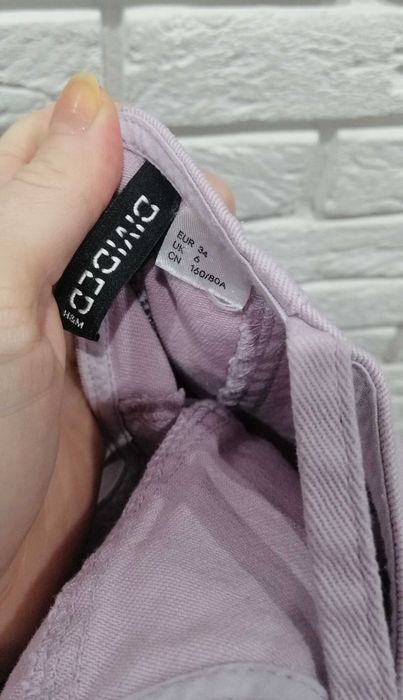 DIVIDED
H&M
EUR 34
UK 6
CN 160/80A